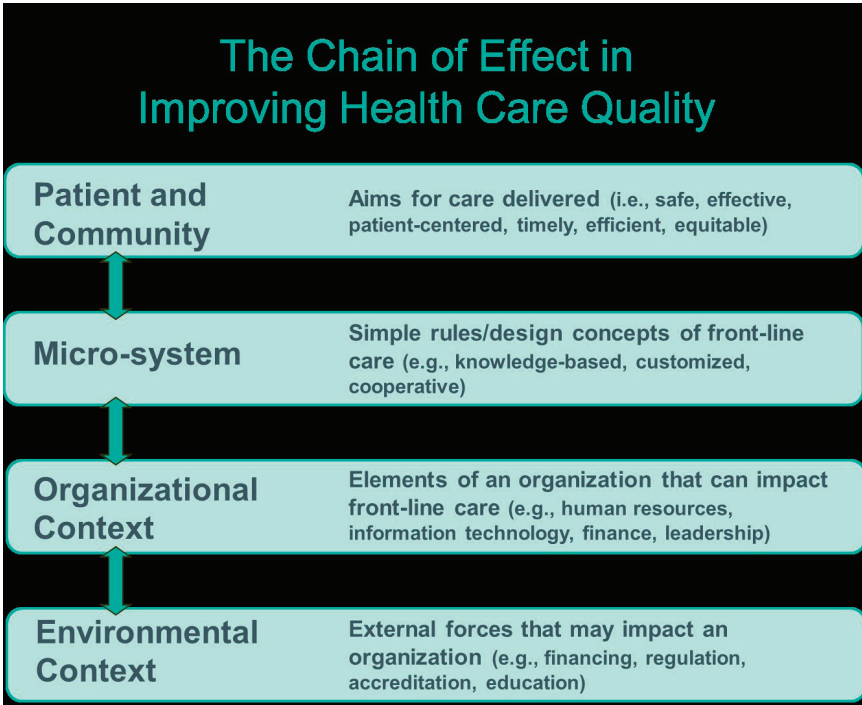 The Chain of Effect in
Improving Health Care Quality
Patient and
Community
Aims for care delivered (i.e., safe, effective,
patient-centered, timely, efficient, equitable)
Micro-system
Simple rules/design concepts of front-line
care (e.g., knowledge-based, customized,
cooperative)
Organizational
Context
Elements of an organization that can impact
front-line care (e.g., human resources,
information technology, finance, leadership)
Environmental
Context
External forces that may impact an
organization (e.g., financing, regulation,
accreditation, education)